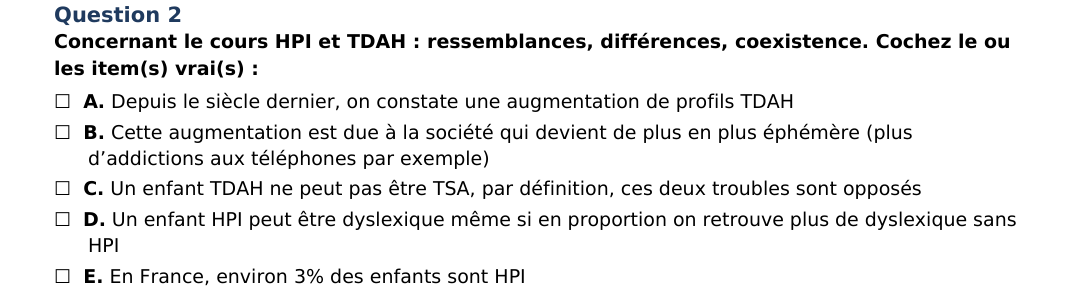 Question 2
Concernant le cours HPI et TDAH : ressemblances, différences, coexistence. Cochez le ou
les item(s) vrai(s) :
☐ A. Depuis le siècle dernier, on constate une augmentation de profils TDAH
☐ B. Cette augmentation est due à la société qui devient de plus en plus éphémère (plus
d’addictions aux téléphones par exemple)
☐ C. Un enfant TDAH ne peut pas être TSA, par définition, ces deux troubles sont opposés
☐ D. Un enfant HPI peut être dyslexique même si en proportion on retrouve plus de dyslexique sans
HPI
☐ E. En France, environ 3% des enfants sont HPI